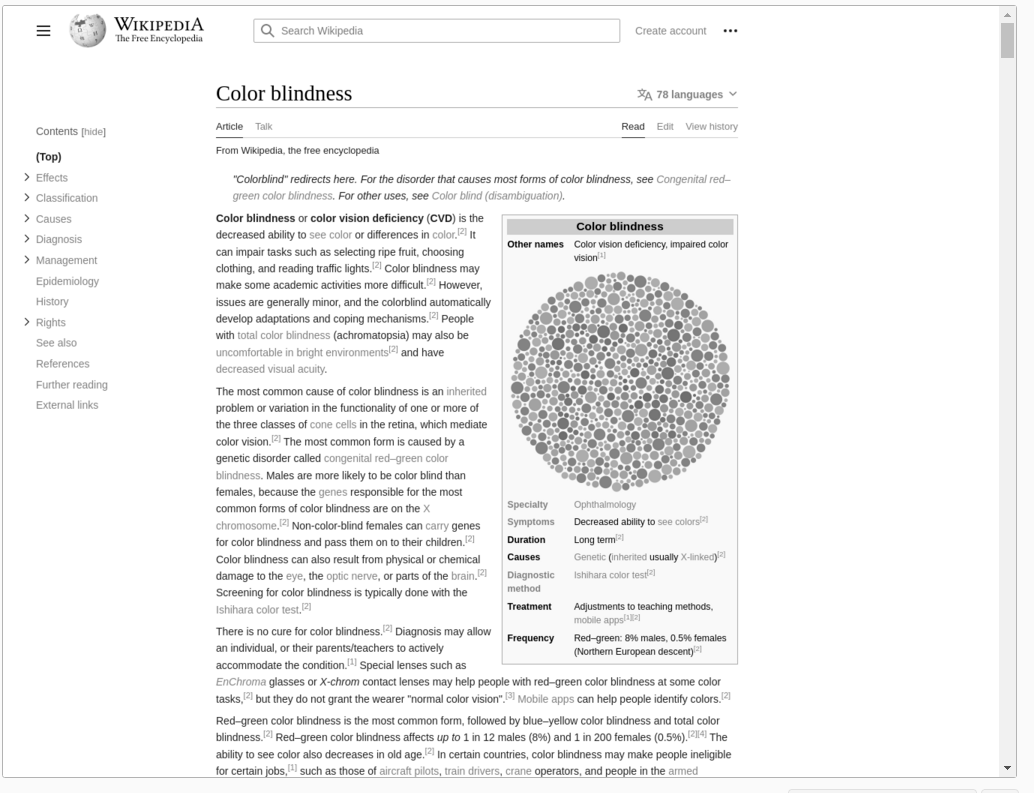 WIKIPEDIA
The Free Encyclopedia
Search Wikipedia
Create account
Color blindness
78 languages
Article Talk
Read Edit View history
From Wikipedia, the free encyclopedia
Contents [hide]
(Top)
Effects
Classification
Causes
Diagnosis
Management
Epidemiology
History
Rights
See also
References
Further reading
External links
"Colorblind" redirects here. For the disorder that causes most forms of color blindness, see Congenital red–
green color blindness. For other uses, see Color blind (disambiguation).
Color blindness or color vision deficiency (CVD) is the
decreased ability to see color or differences in color.[2] It
can impair tasks such as selecting ripe fruit, choosing
clothing, and reading traffic lights.[2] Color blindness may
make some academic activities more difficult.[2] However,
issues are generally minor, and the colorblind automatically
develop adaptations and coping mechanisms.[2] People
with total color blindness (achromatopsia) may also be
uncomfortable in bright environments[2] and have
decreased visual acuity.
The most common cause of color blindness is an inherited
problem or variation in the functionality of one or more of
the three classes of cone cells in the retina, which mediate
color vision.[2] The most common form is caused by a
genetic disorder called congenital red–green color
blindness. Males are more likely to be color blind than
females, because the genes responsible for the most
common forms of color blindness are on the X
chromosome.[2] Non-color-blind females can carry genes
for color blindness and pass them on to their children.[2]
Color blindness can also result from physical or chemical
damage to the eye, the optic nerve, or parts of the brain.[2]
Screening for color blindness is typically done with the
Ishihara color test.[2]
There is no cure for color blindness.[2] Diagnosis may allow
an individual, or their parents/teachers to actively
accommodate the condition.[1] Special lenses such as
EnChroma glasses or X-chrom contact lenses may help people with red–green color blindness at some color
tasks,[2] but they do not grant the wearer "normal color vision".[3] Mobile apps can help people identify colors.[2]
Red–green color blindness is the most common form, followed by blue–yellow color blindness and total color
blindness.[2] Red–green color blindness affects up to 1 in 12 males (8%) and 1 in 200 females (0.5%).[2][4] The
ability to see color also decreases in old age.[2] In certain countries, color blindness may make people ineligible
for certain jobs,[1] such as those of aircraft pilots, train drivers, crane operators, and people in the armed
Color blindness
Other names Color vision deficiency, impaired color
vision[1]
Specialty Ophthalmology
Symptoms Decreased ability to see colors[2]
Duration Long term[2]
Causes Genetic (inherited usually X-linked)[2]
Diagnostic Ishihara color test[2]
method
Treatment Adjustments to teaching methods,
mobile apps[1][2]
Frequency Red–green: 8% males, 0.5% females
(Northern European descent)[2]